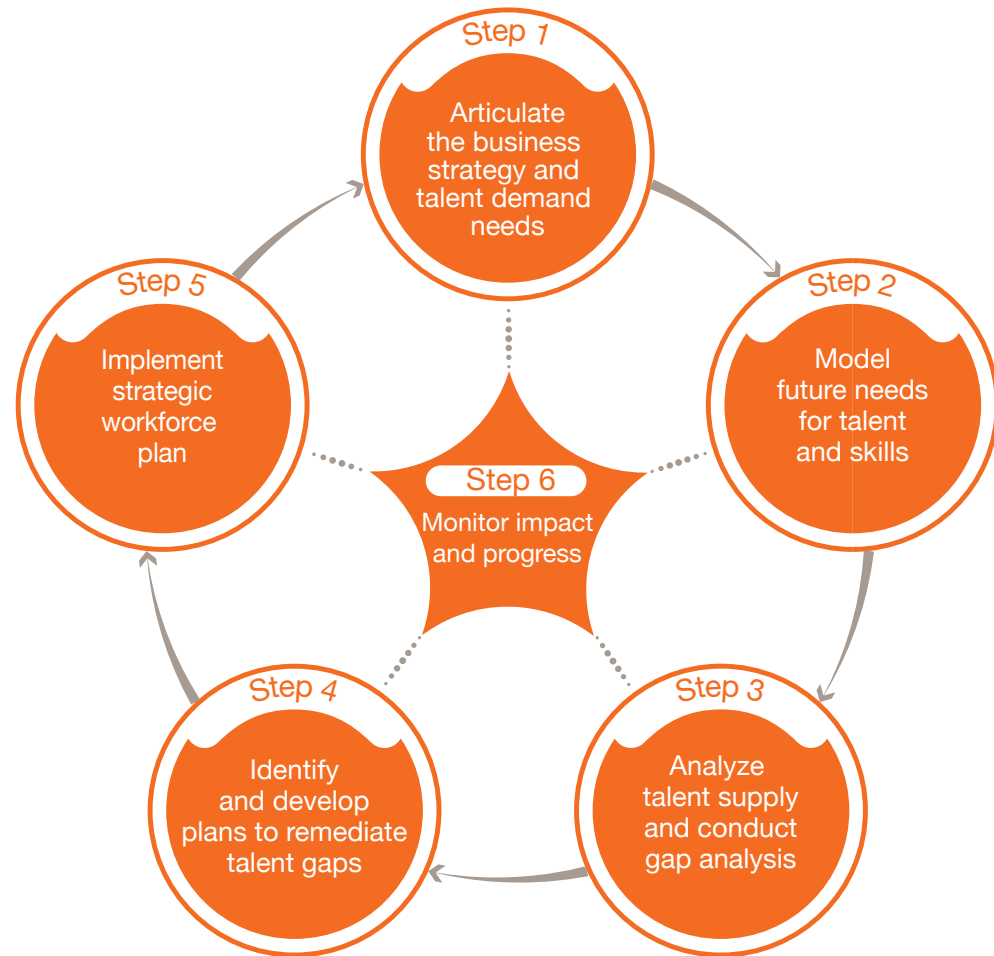 Step 1
Articulate
the business
strategy and
talent demand
needs
Step 2
Model
future needs
for talent
and skills
Step 3
Analyze
talent supply
and conduct
gap analysis
Step 4
Identify
and develop
plans to remediate
talent gaps
Step 5
Implement
strategic
workforce
plan
Step 6
Monitor impact
and progress